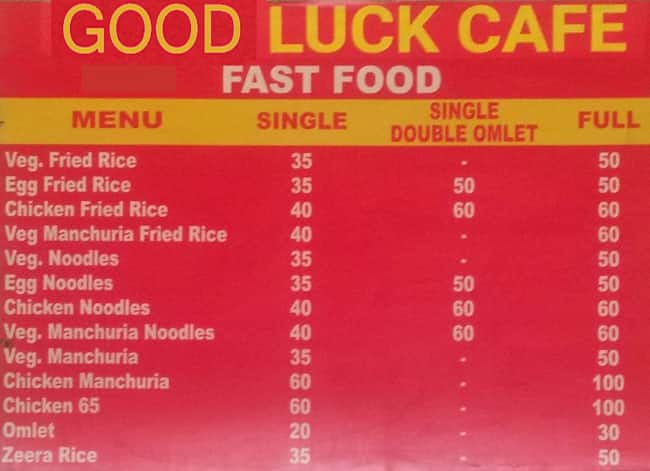 GOOD LUCK CAFE
FAST FOOD
MENU SINGLE SINGLE DOUBLE OMLET FULL
Veg. Fried Rice 35 - 50
Egg Fried Rice 35 50 50
Chicken Fried Rice 40 60 60
Veg Manchuria Fried Rice 40 - 60
Veg. Noodles 35 - 50
Egg Noodles 35 50 50
Chicken Noodles 40 60 60
Veg. Manchuria Noodles 40 60 60
Veg. Manchuria 35 - 50
Chicken Manchuria 60 - 100
Chicken 65 60 - 100
Omlet 20 - 30
Zeera Rice 35 - 50